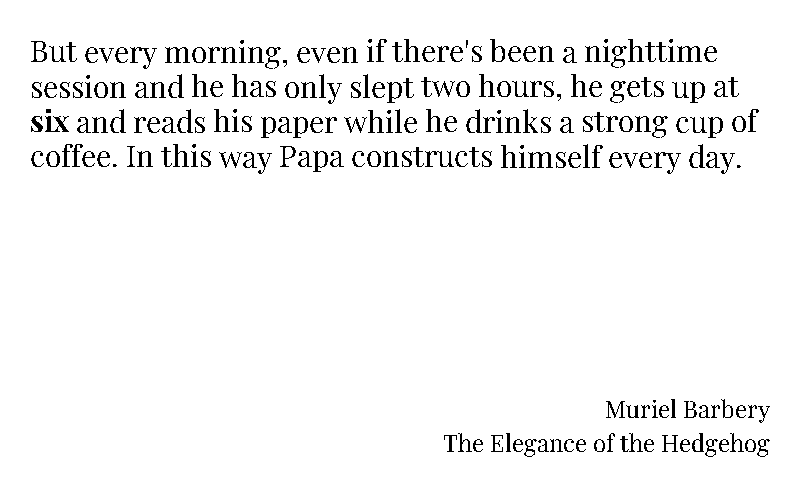 But every morning, even if there's been a nighttime
session and he has only slept two hours, he gets up at
six and reads his paper while he drinks a strong cup of
coffee. In this way Papa constructs himself every day.
Muriel Barbery
The Elegance of the Hedgehog